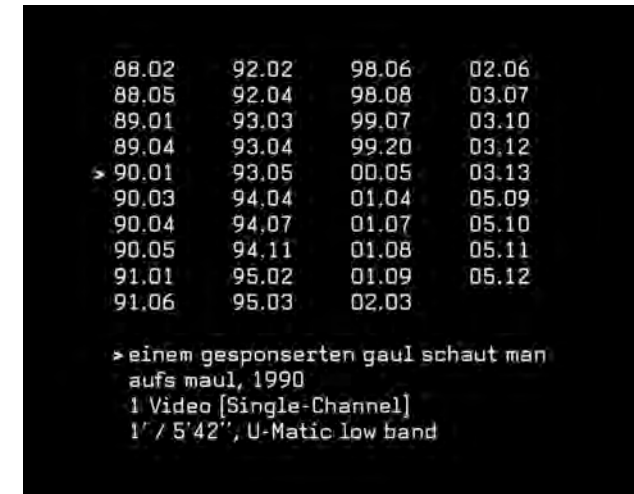 88.02 92.02 98.06 02.06
88.05 92.04 98.08 03.07
89.01 93.03 99.07 03.10
89.04 93.04 99.20 03.12
> 90.01 93.05 00.05 03.13
90.03 94.04 01.04 05.09
90.04 94.07 01.07 05.10
90.05 94.11 01.08 05.11
91.01 95.02 01.09 05.12
91.06 95.03 02.03
> einem gesponserten gaul schaut man
aufs maul, 1990
1 Video [Single-Channel]
1' / 5'42'', U-Matic low band